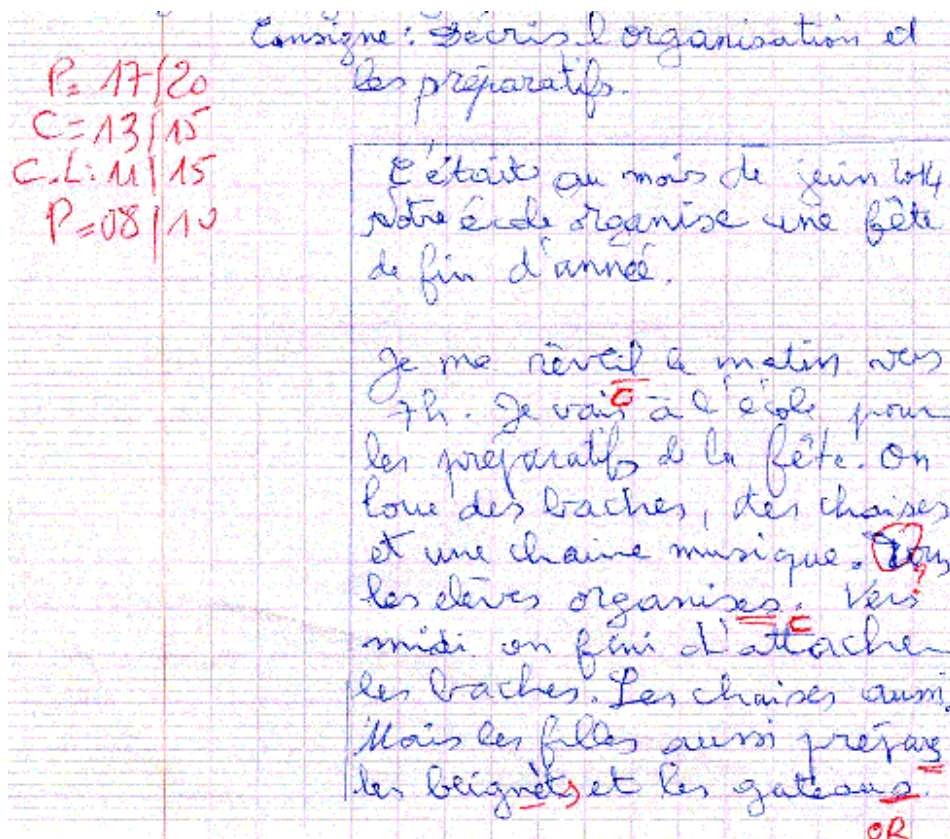 Consigne : Décris l'organisation et
les préparatifs.
P = 17/20
C = 13/15
C.L : 11/15
P = 08/10
C'était au mois de juin 2014
notre école organise une fête
de fin d'année.
Je me réveil le matin vers
7h. Je vais à l'école pour
C
les préparatifs de la fête. On
loue des baches, des chaises
et une chaine musique. Tous
?
les élèves organises. Vers
C
midi on fini d'attacher
les baches. Les chaises aussi.
Mais les filles aussi prépare
les beignèts et les gateaus.
OR